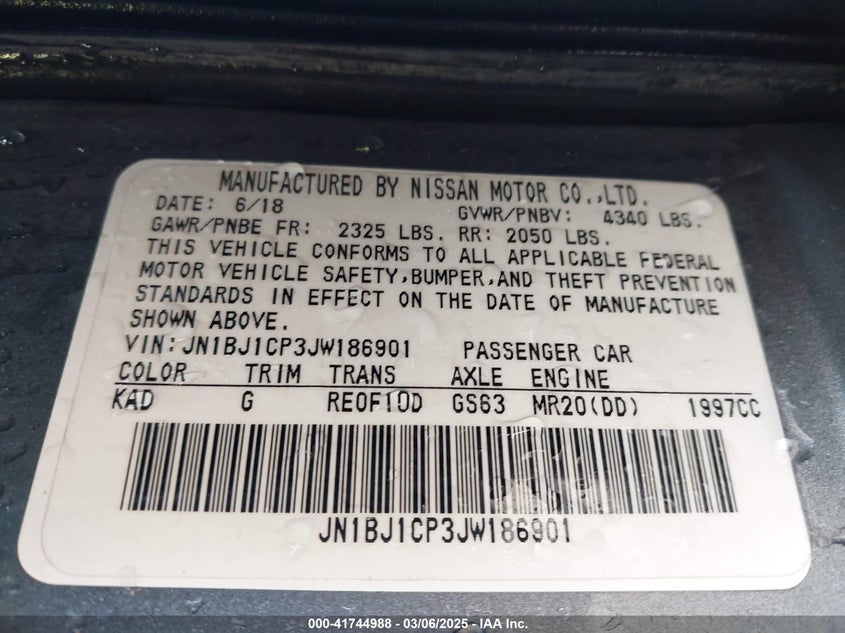 MANUFACTURED BY NISSAN MOTOR CO.,LTD.
DATE: 6/18 GVWR/PNBV: 4340 LBS.
GAWR/PNBE FR: 2325 LBS. RR: 2050 LBS.
THIS VEHICLE CONFORMS TO ALL APPLICABLE FEDERAL
MOTOR VEHICLE SAFETY,BUMPER,AND THEFT PREVENTION
STANDARDS IN EFFECT ON THE DATE OF MANUFACTURE
SHOWN ABOVE.
VIN:JN1BJ1CP3JW186901 PASSENGER CAR
COLOR TRIM TRANS AXLE ENGINE
KAD G RE0F10D GS63 MR20(DD) 1997CC
JN1BJ1CP3JW186901
000-41744988 — 03/06/2025 — IAA Inc.